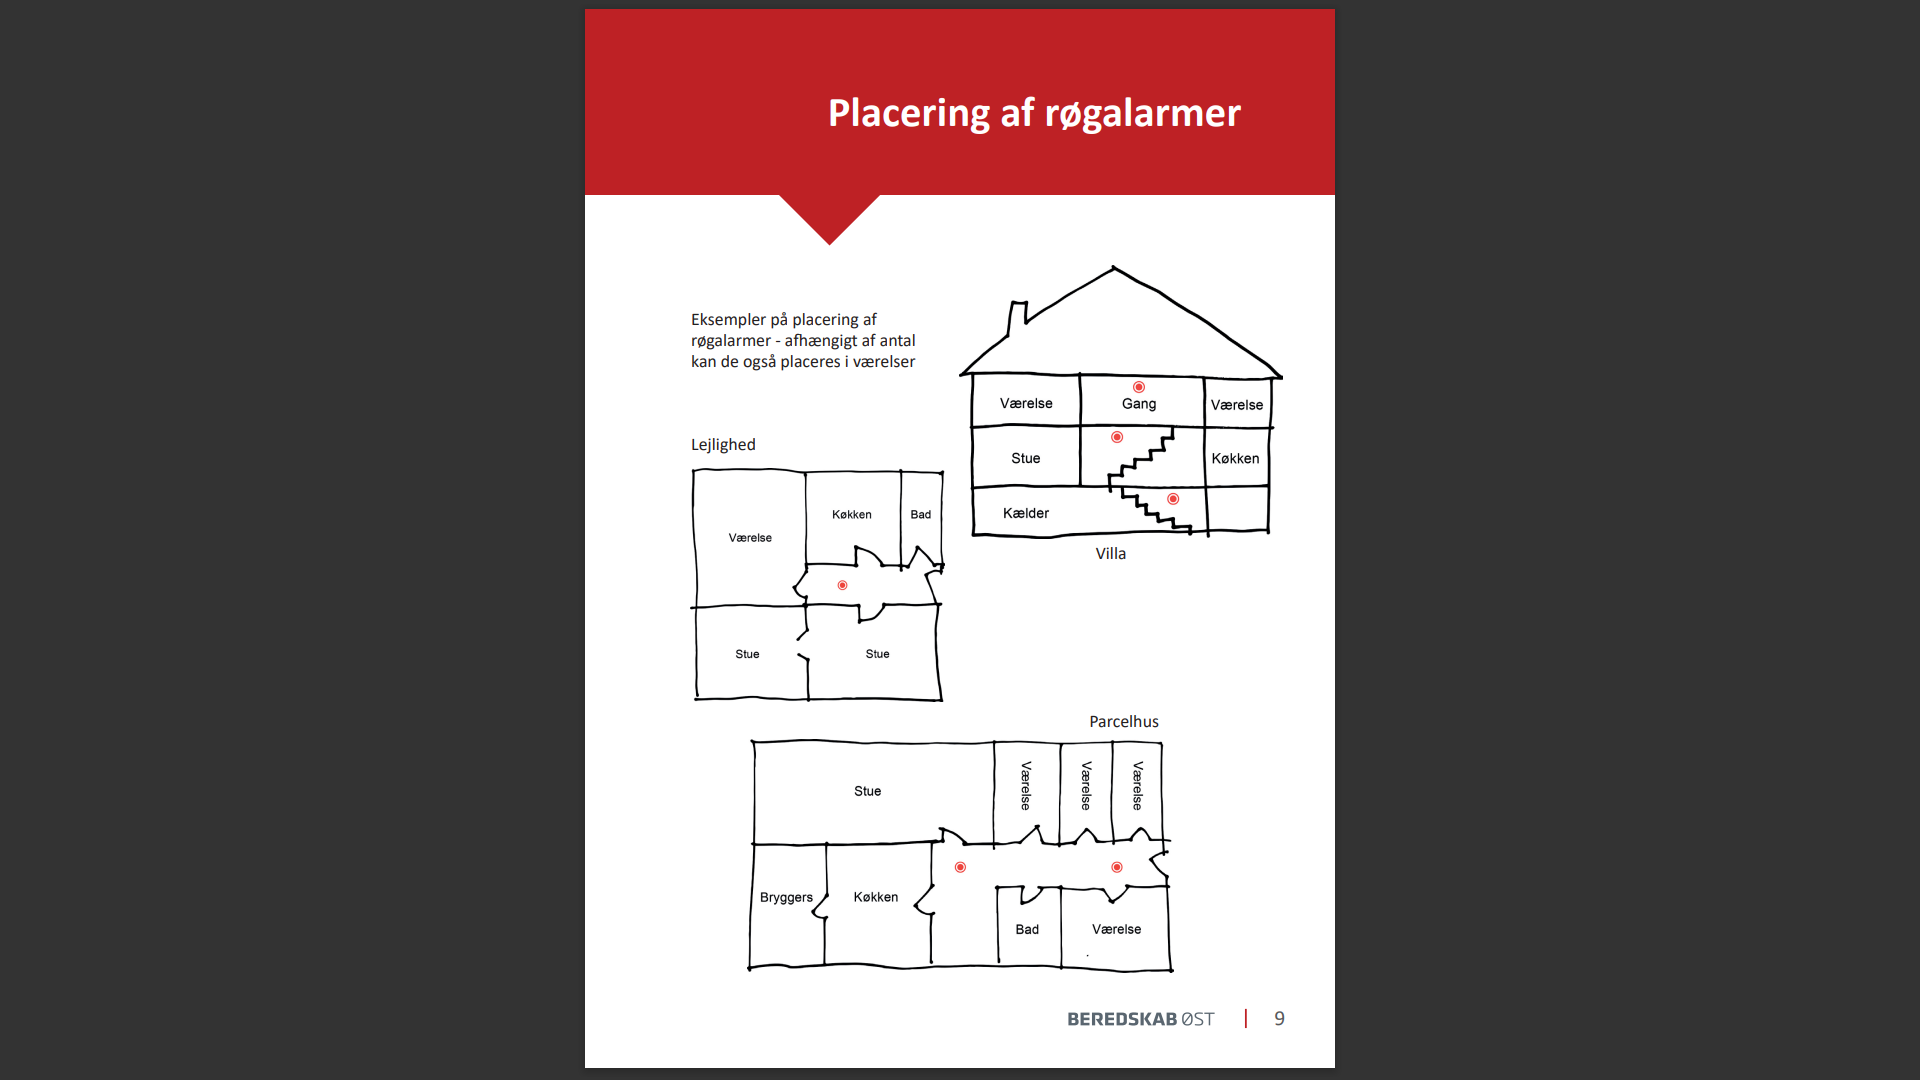 Placering af røgalarmer
Eksempler på placering af
røgalarmer - afhængigt af antal
kan de også placeres i værelser
Værelse
Gang
Værelse
Stue
Køkken
Kælder
Villa
Lejlighed
Værelse
Køkken
Bad
Stue
Stue
Parcelhus
Stue
Værelse
Værelse
Værelse
Bryggers
Køkken
Bad
Værelse
BEREDSKAB ØST | 9